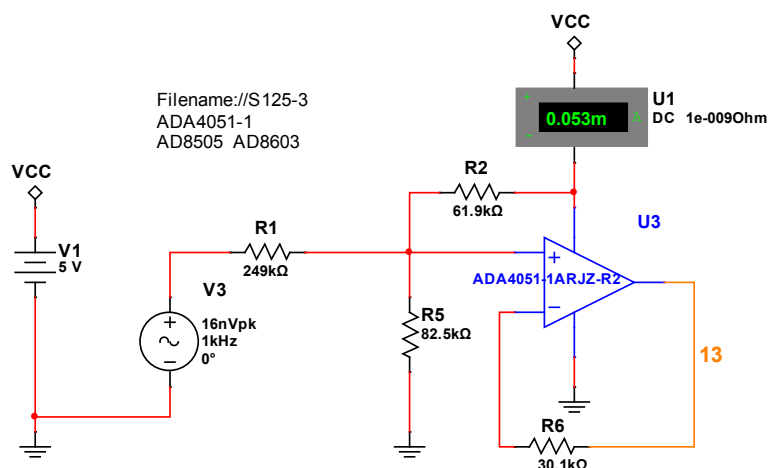 VCC
Filename://S125-3
ADA4051-1
AD8505 AD8603
+
0.053m
A
−
U1
DC 1e-009Ohm
VCC
R2
61.9kΩ
U3
V1
5 V
R1
249kΩ
+
ADA4051-1ARJZ-R2
−
V3
+
16nVpk
1kHz
0°
−
R5
82.5kΩ
13
R6
30.1kΩ